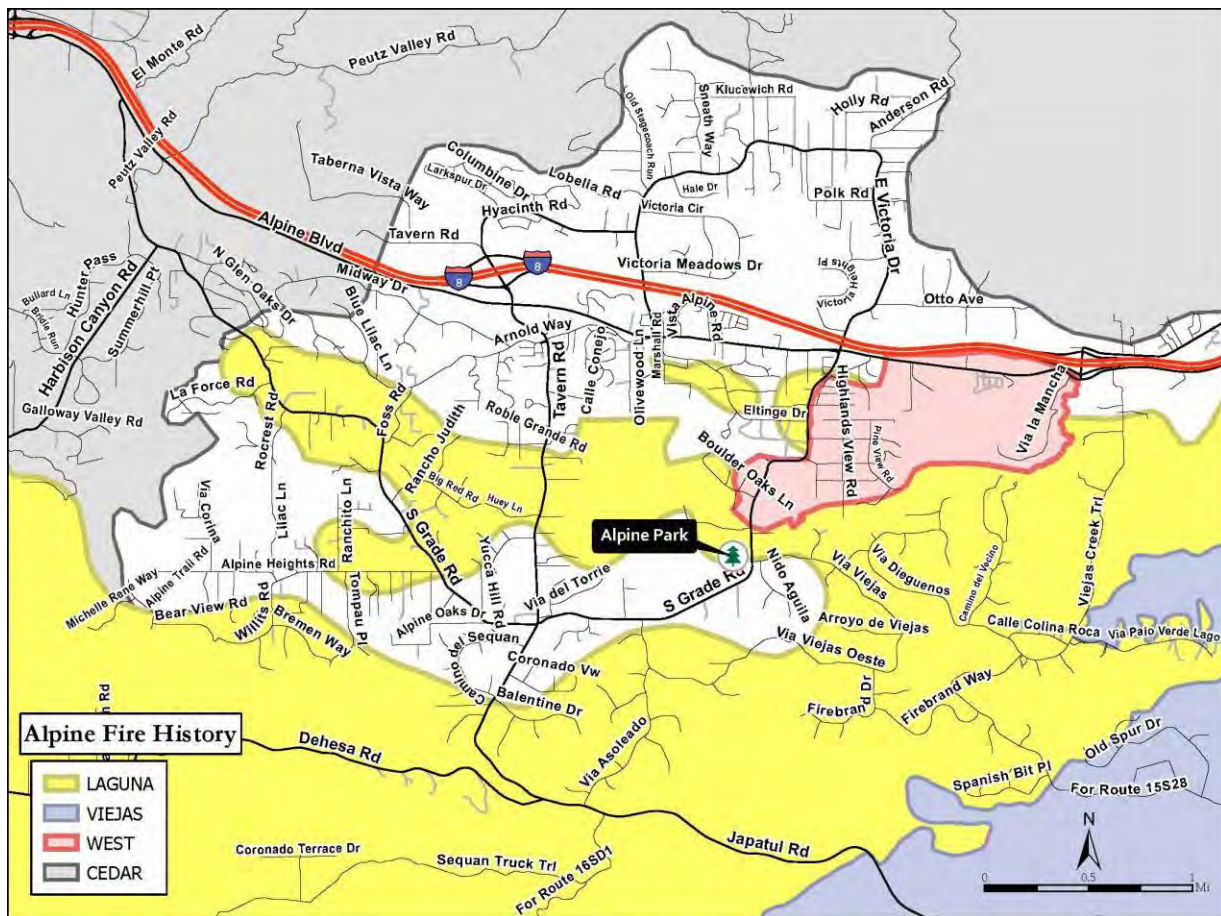 El Monte Rd
Peutz Valley Rd
Peutz Valley Rd
Klucewich Rd
Holly Rd
Anderson Rd
Old Stagecoach Run
Sneath Way
Columbine Dr
Larkspur Dr
Lobelia Rd
Taberna Vista Way
Hyacinth Rd
Hale Dr
Victoria Cir
Polk Rd
E Victoria Dr
Tavern Rd
Alpine Blvd
Midway Dr
8
8
Victoria Meadows Dr
Victoria Heights Pl
Otto Ave
Hunter Pass
Bullard Ln
Bridle Run
Harbison Canyon Rd
Summerhill Pt
N Glen Oaks Dr
Blue Lilac Ln
Arnold Way
Tavern Rd
Calle Conejo
Olivewood Ln
Marshall Rd
Alpine Rd
Vista
Highlands View Rd
Pine View Rd
Via la Mancha
Eltinge Dr
La Force Rd
Galloway Valley Rd
Rocrest Rd
Foss Rd
Rancho Judith
Roble Grande Rd
Boulder Oaks Ln
Big Red Rd
Huey Ln
Via Corina
Lilac Ln
Ranchito Ln
S Grade Rd
Alpine Park
Viejas Creek Trl
Alpine Trail Rd
Alpine Heights Rd
Yucca Hill Rd
Via del Torrie
S Grade Rd
Nido Aguila
Via Viejas
Via Dieguenos
Camino del Vecino
Michelle Rene Way
Bear View Rd
Willits Rd
Bremen Way
Tompau Pl
Alpine Oaks Dr
Camino del Sequan
Arroyo de Viejas
Calle Colina Roca
Via Paio Verde Lago
Coronado Vw
Via Viejas Oeste
Balentine Dr
Firebrand Dr
Firebrand Way
Alpine Fire History
LAGUNA
VIEJAS
WEST
CEDAR
Dehesa Rd
Via Asoleado
Old Spur Dr
Spanish Bit Pl
For Route 15S28
Japatul Rd
Coronado Terrace Dr
Sequan Truck Trl
For Route 16SD1
N
0
0.5
1
Mi